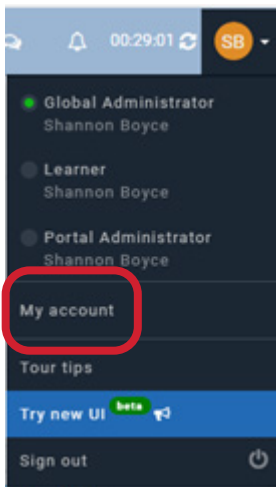 00:29:01 SB
Global Administrator
Shannon Boyce
Learner
Shannon Boyce
Portal Administrator
Shannon Boyce
My account
Tour tips
Try new UI beta
Sign out